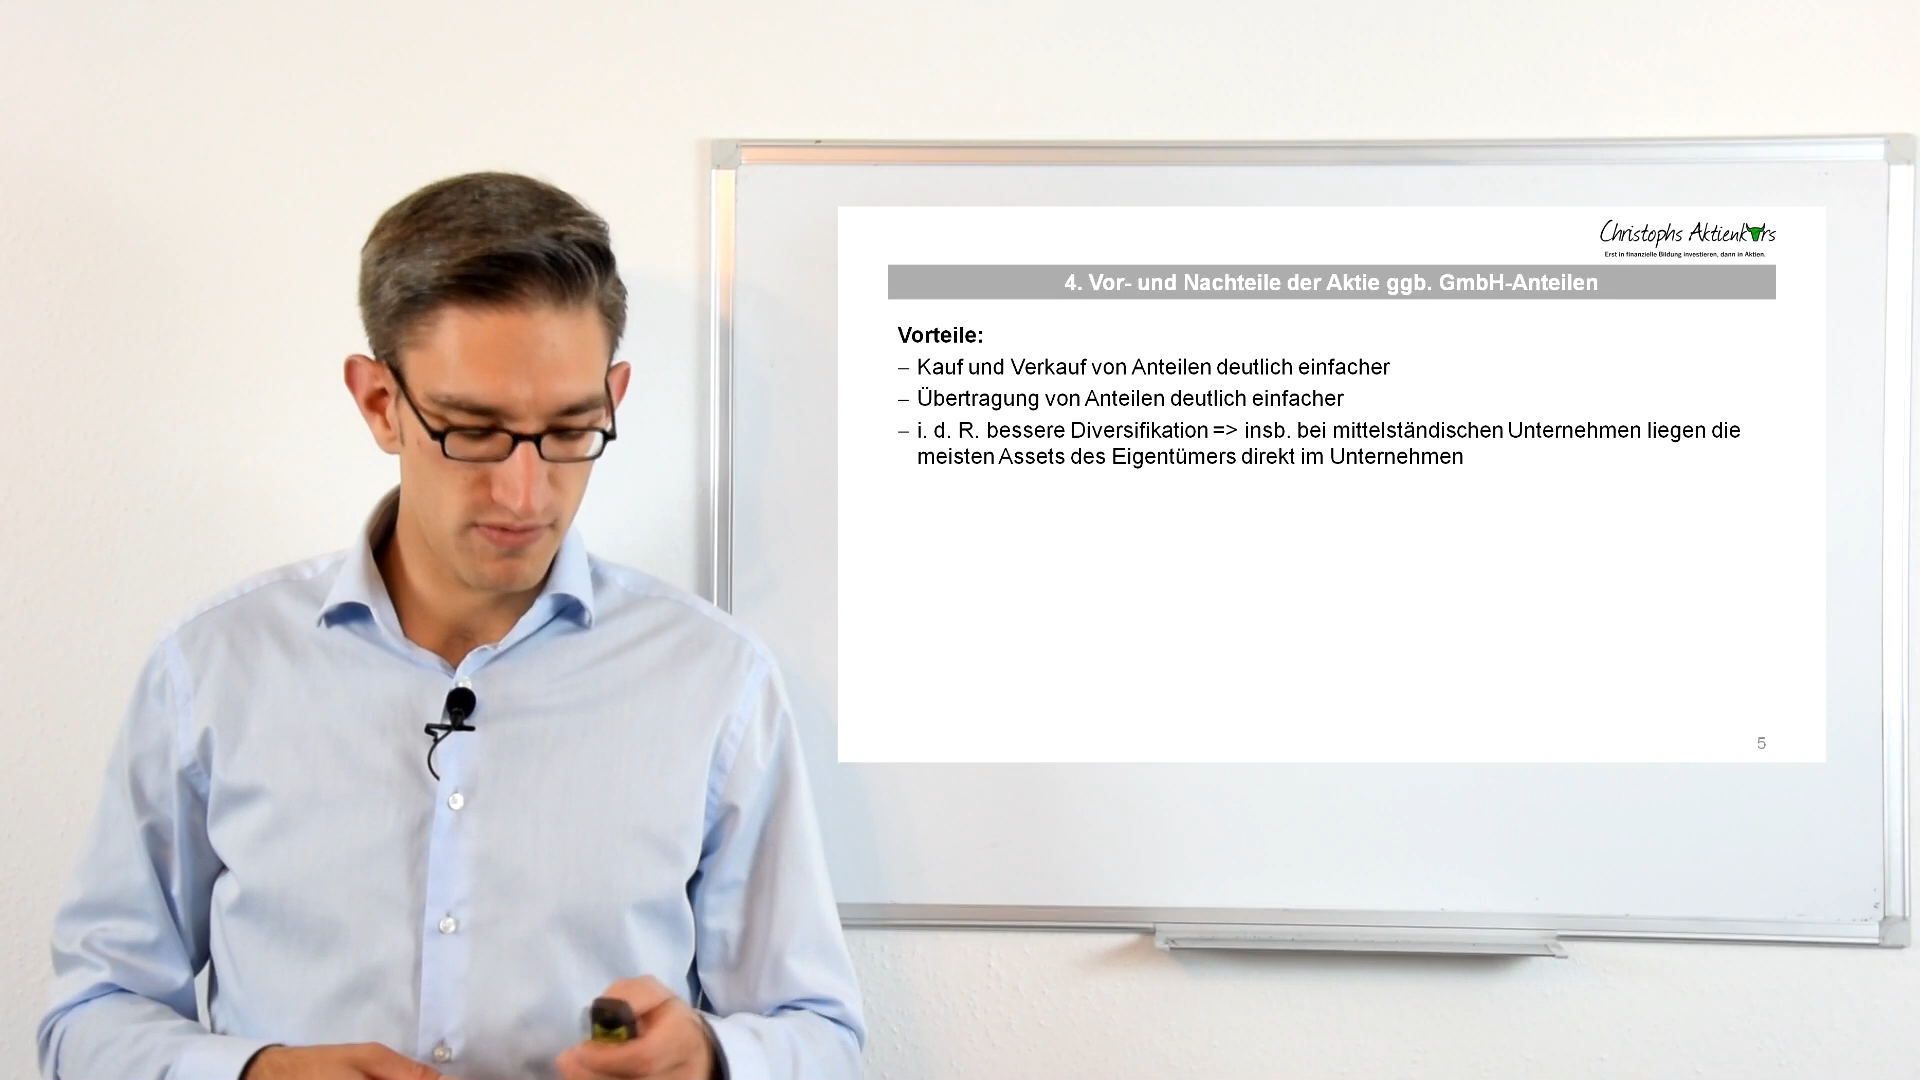 Christophs Aktienkurs
Erst in finanzielle Bildung investieren, dann in Aktien.
4. Vor- und Nachteile der Aktie ggb. GmbH-Anteilen
Vorteile:
– Kauf und Verkauf von Anteilen deutlich einfacher
– Übertragung von Anteilen deutlich einfacher
– i. d. R. bessere Diversifikation => insb. bei mittelständischen Unternehmen liegen die
meisten Assets des Eigentümers direkt im Unternehmen
5